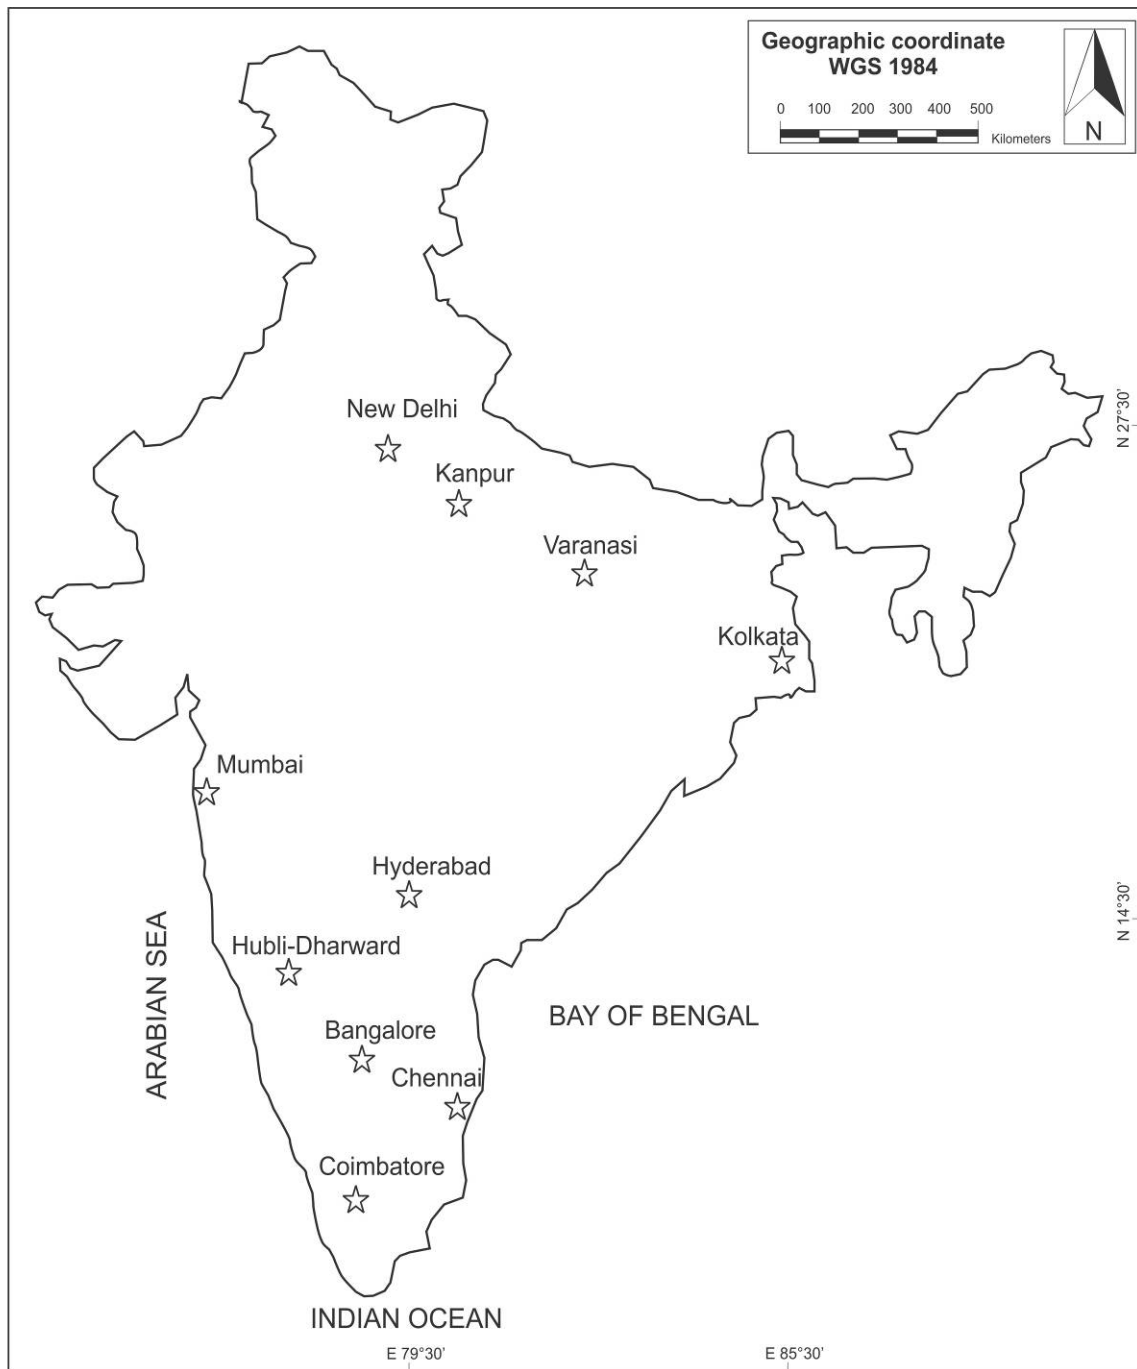 Geographic coordinate
WGS 1984
0 100 200 300 400 500
Kilometers
N
New Delhi
Kanpur
Varanasi
Kolkata
Mumbai
Hyderabad
Hubli-Dharward
Bangalore
Chennai
Coimbatore
ARABIAN SEA
BAY OF BENGAL
INDIAN OCEAN
N 27°30'
N 14°30'
E 79°30'
E 85°30'